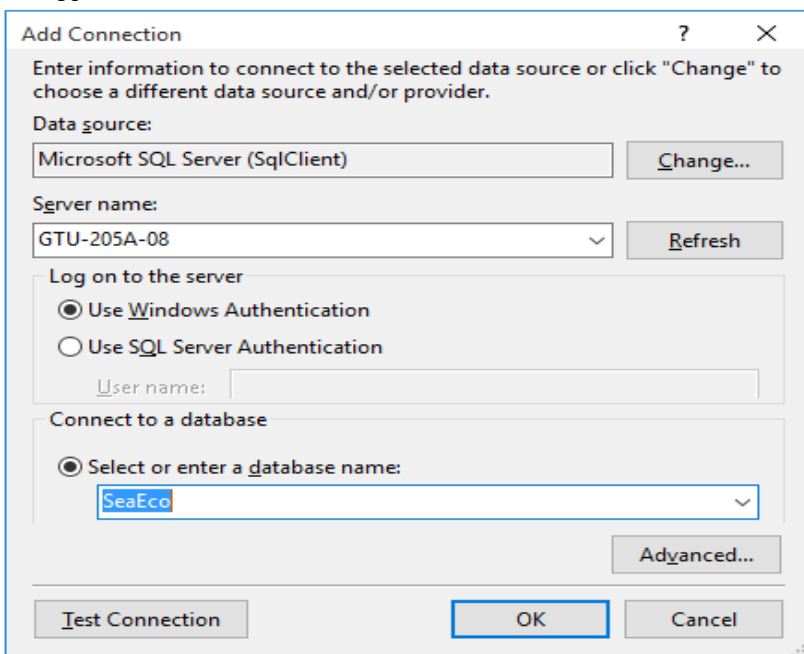 Add Connection ?
Enter information to connect to the selected data source or click "Change" to
choose a different data source and/or provider.
Data source:
Microsoft SQL Server (SqlClient) Change...
Server name:
GTU-205A-08 Refresh
Log on to the server
Use Windows Authentication
Use SQL Server Authentication
User name:
Connect to a database
Select or enter a database name:
SeaEco
Advanced...
Test Connection OK Cancel